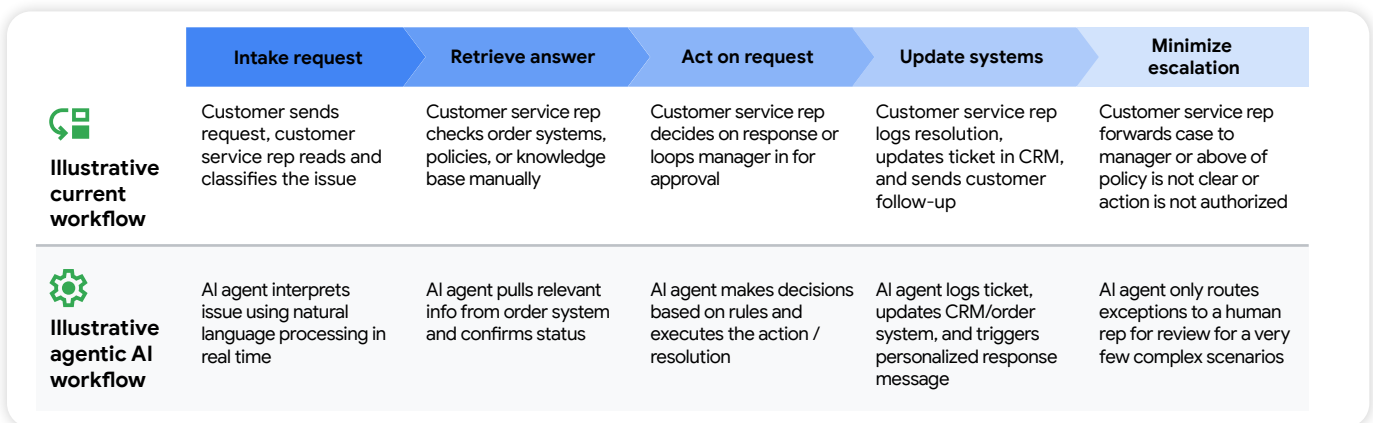 Intake request
Retrieve answer
Act on request
Update systems
Minimize
escalation
Illustrative
current
workflow
Customer sends
request, customer
service rep reads and
classifies the issue
Customer service rep
checks order systems,
policies, or knowledge
base manually
Customer service rep
decides on response or
loops manager in for
approval
Customer service rep
logs resolution,
updates ticket in CRM,
and sends customer
follow-up
Customer service rep
forwards case to
manager or above of
policy is not clear or
action is not authorized
Illustrative
agentic AI
workflow
AI agent interprets
issue using natural
language processing in
real time
AI agent pulls relevant
info from order system
and confirms status
AI agent makes decisions
based on rules and
executes the action /
resolution
AI agent logs ticket,
updates CRM/order
system, and triggers
personalized response
message
AI agent only routes
exceptions to a human
rep for review for a very
few complex scenarios